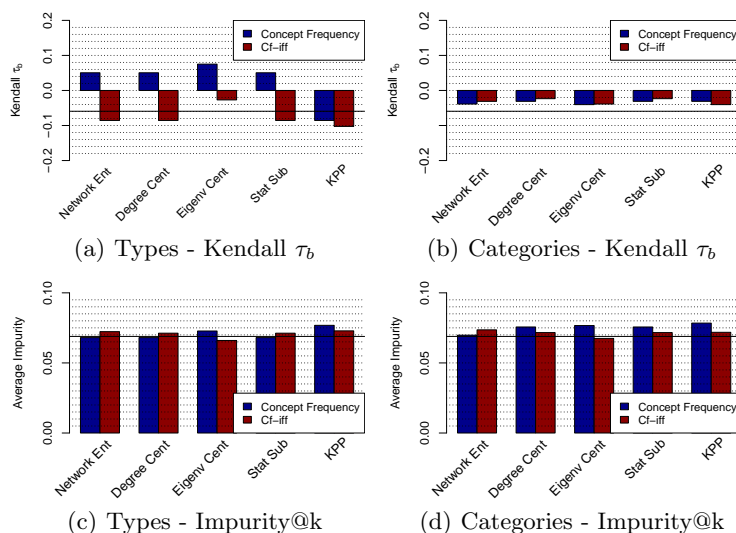 Kendall τb
0.2
0.1
0.0
−0.1
−0.2
Concept Frequency
Cf−iff
Network Ent
Degree Cent
Eigenv Cent
Stat Sub
KPP
(a) Types - Kendall τb
Kendall τb
0.2
0.1
0.0
−0.1
−0.2
Concept Frequency
Cf−iff
Network Ent
Degree Cent
Eigenv Cent
Stat Sub
KPP
(b) Categories - Kendall τb
Average Impurity
0.10
0.05
0.00
Concept Frequency
Cf−iff
Network Ent
Degree Cent
Eigenv Cent
Stat Sub
KPP
(c) Types - Impurity@k
Average Impurity
0.10
0.05
0.00
Concept Frequency
Cf−iff
Network Ent
Degree Cent
Eigenv Cent
Stat Sub
KPP
(d) Categories - Impurity@k